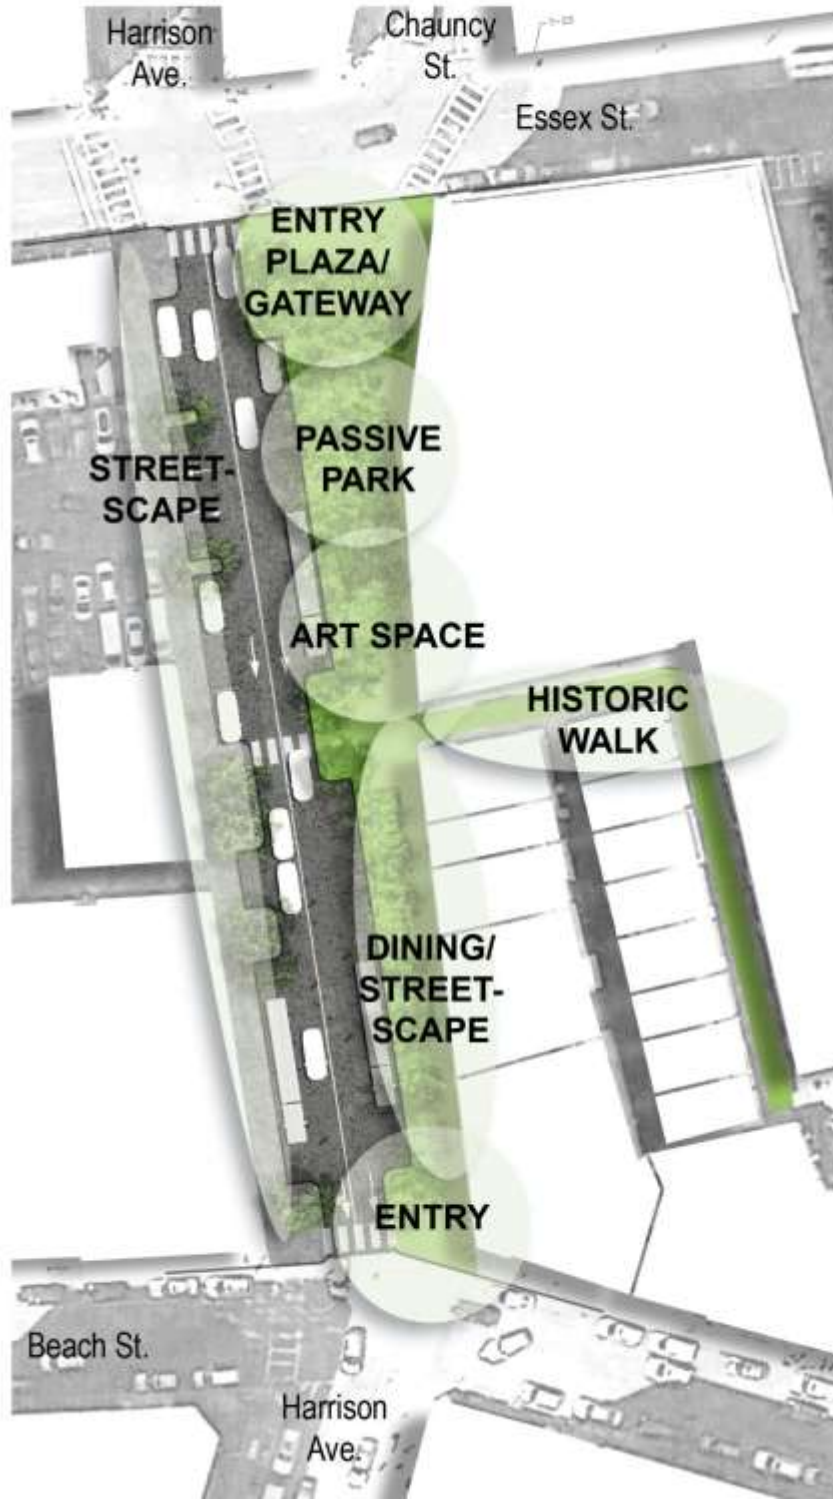 Harrison
Ave.
Chauncy
St.
Essex St.
ENTRY
PLAZA/
GATEWAY
PASSIVE
PARK
STREET-
SCAPE
ART SPACE
HISTORIC
WALK
DINING/
STREET-
SCAPE
ENTRY
Beach St.
Harrison
Ave.